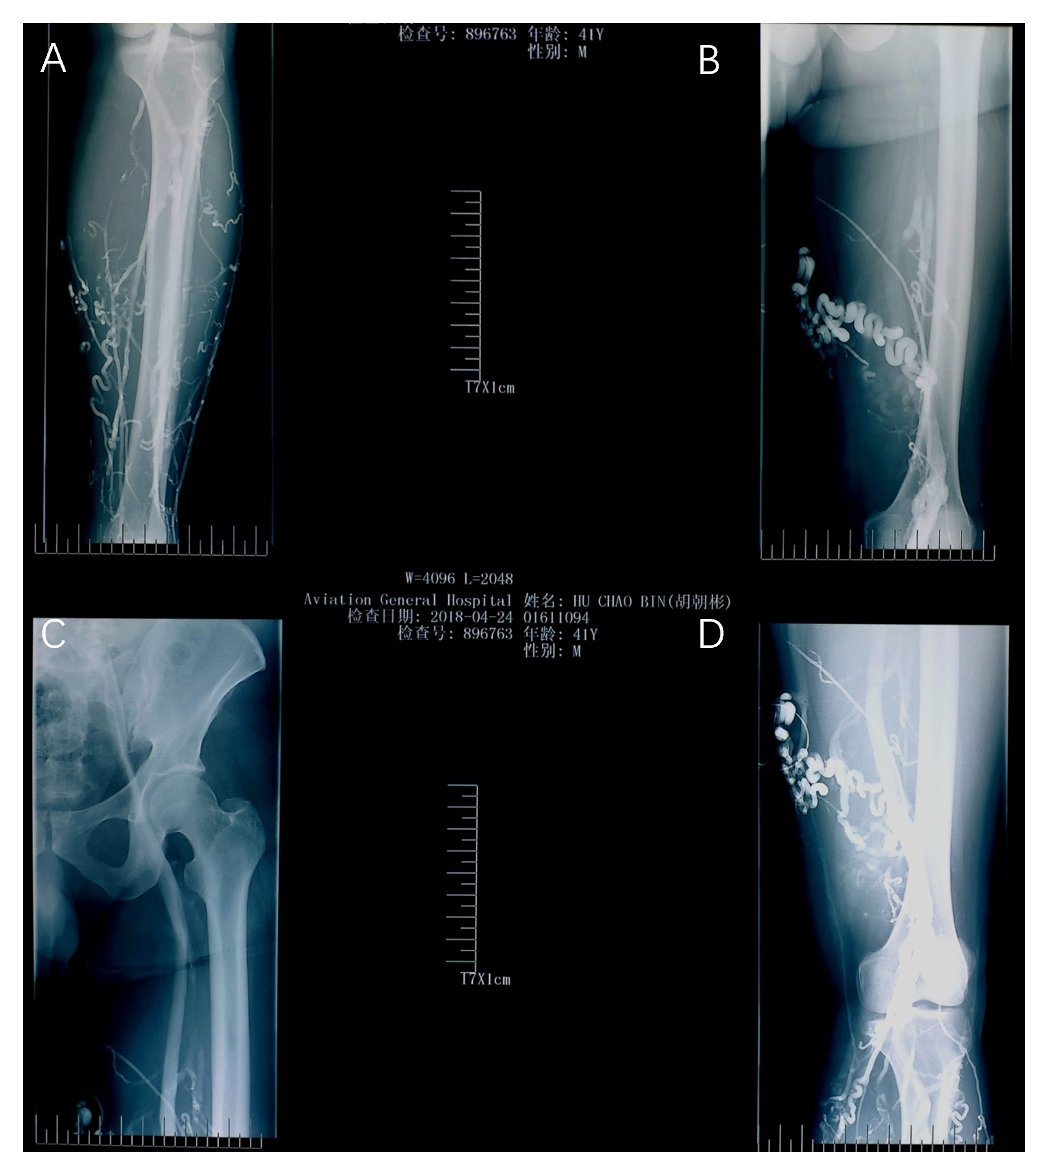 A
检查号: 896763 年龄: 41Y
性别: M
B
17X1cm
W=4096 L=2048
Aviation General Hospital 姓名: HU CHAO BIN(胡朝彬)
检查日期: 2018-04-24 01611094
检查号: 896763 年龄: 41Y
性别: M
C
D
17X1cm